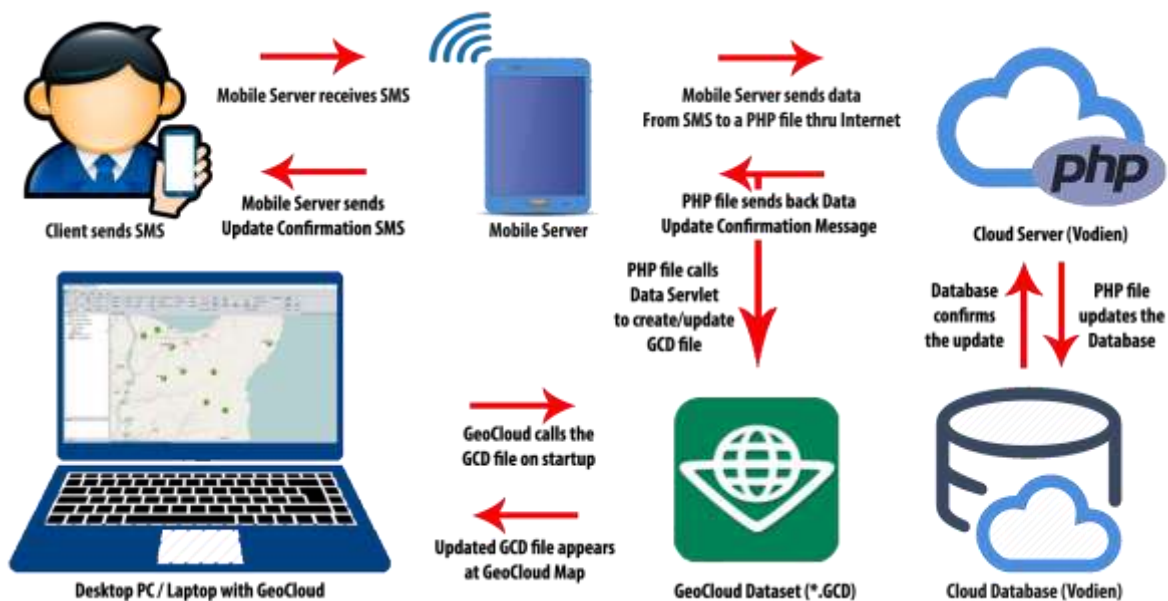 Mobile Server receives SMS
Mobile Server sends data
From SMS to a PHP file thru Internet
php
Mobile Server sends
Update Confirmation SMS
PHP file sends back Data
Update Confirmation Message
Client sends SMS
Mobile Server
Cloud Server (Vodien)
PHP file calls
Data Servlet
to create/update
GCD file
Database
confirms
the update
PHP file
updates the
Database
GeoCloud calls the
GCD file on startup
Updated GCD file appears
at GeoCloud Map
Desktop PC / Laptop with GeoCloud
GeoCloud Dataset (*.GCD)
Cloud Database (Vodien)